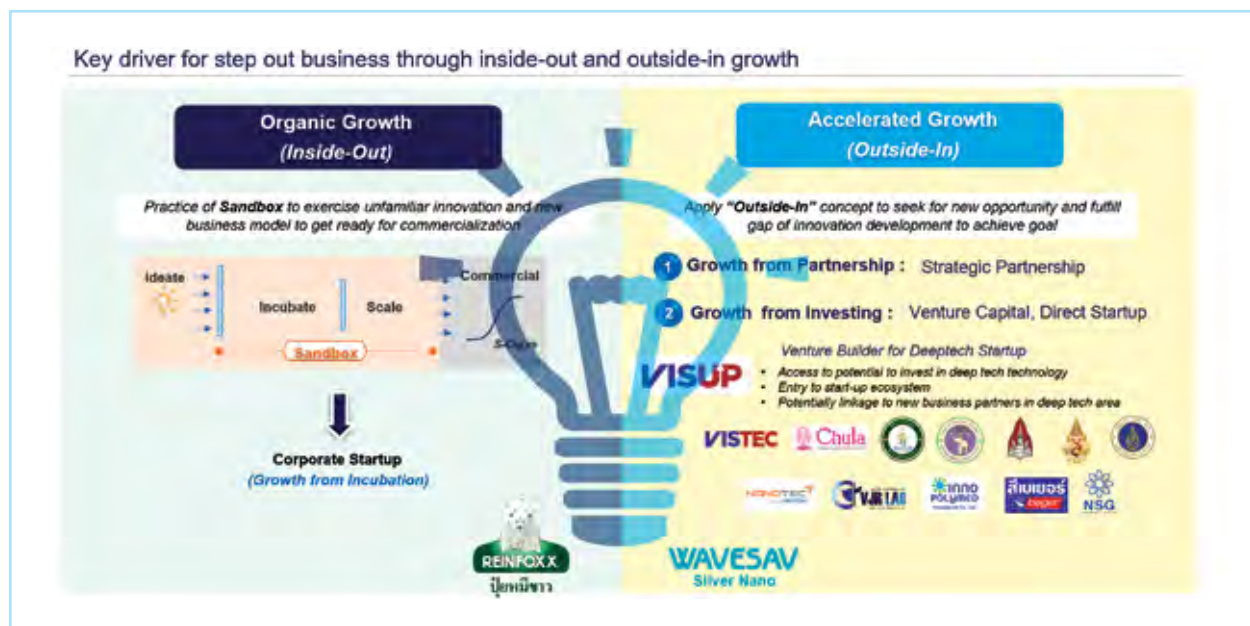 Key driver for step out business through inside-out and outside-in growth
Organic Growth
(Inside-Out)
Practice of Sandbox to exercise unfamiliar innovation and new
business model to get ready for commercialization
Ideate
Incubate
Scale
Commercial
S-Curve
Sandbox
Corporate Startup
(Growth from Incubation)
REINFOXX
ปุ๋ยหมีขาว
Accelerated Growth
(Outside-In)
Apply "Outside-In" concept to seek for new opportunity and fulfill
gap of innovation development to achieve goal
1 Growth from Partnership : Strategic Partnership
2 Growth from Investing : Venture Capital, Direct Startup
VISUP
Venture Builder for Deeptech Startup
• Access to potential to invest in deep tech technology
• Entry to start-up ecosystem
• Potentially linkage to new business partners in deep tech area
VISTEC
Chula
NANOTEC
INNO
POLYMED
สีเบเยอร์
beger
NSG
WAVESAV
Silver Nano